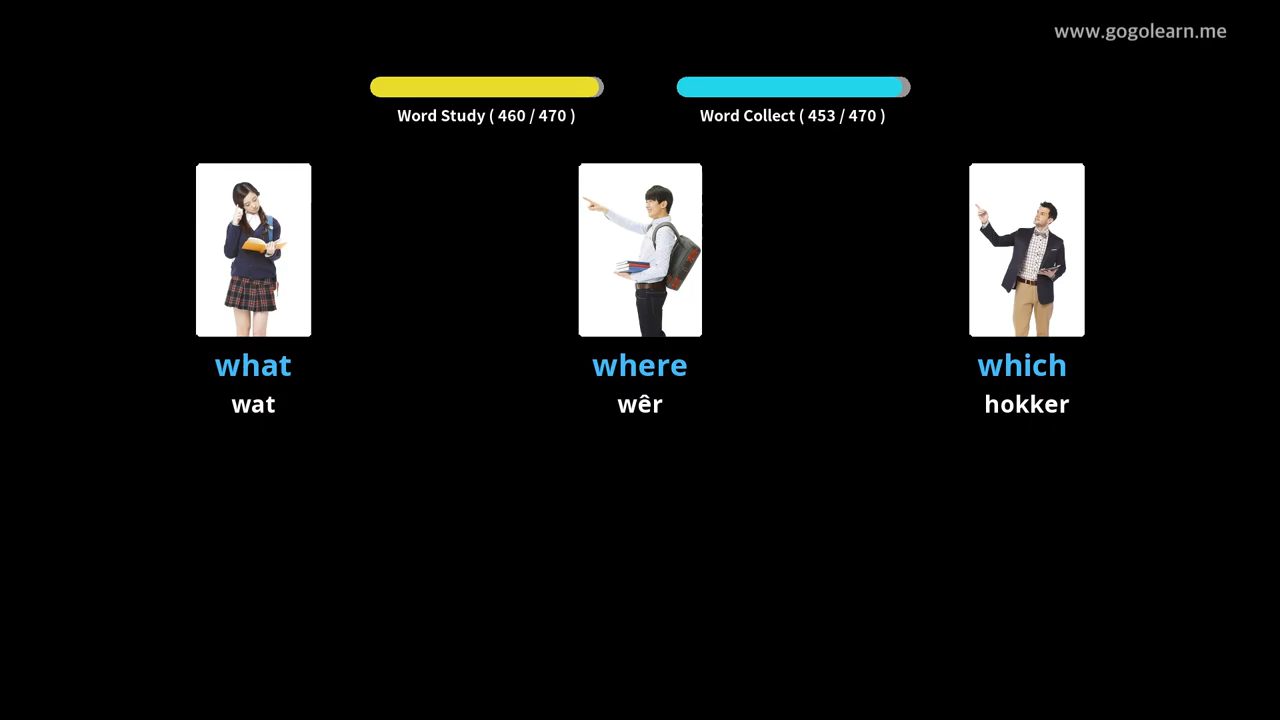 www.gogolearn.me
Word Study ( 460 / 470 )
Word Collect ( 453 / 470 )
what
where
which
wat
wêr
hokker